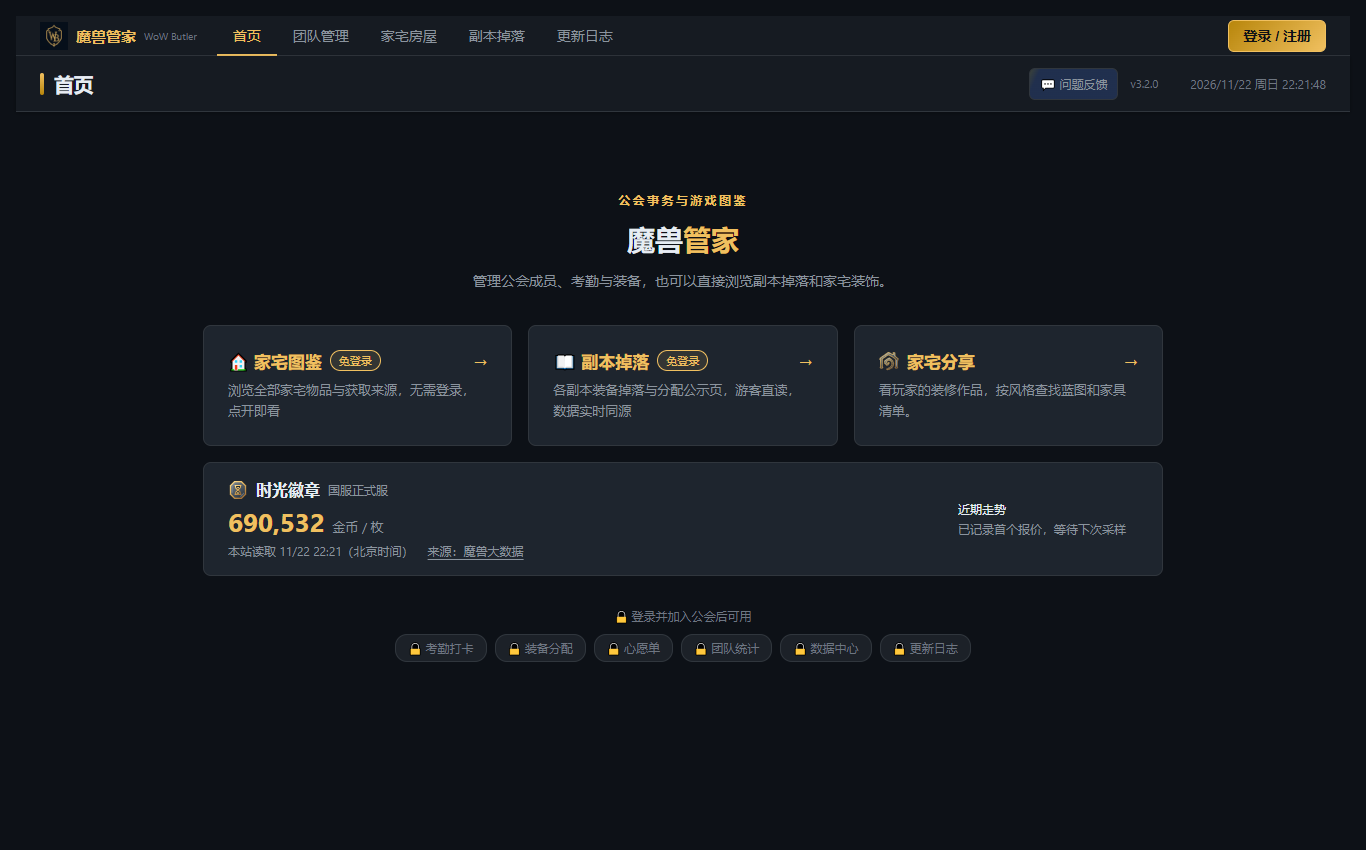 魔兽管家 WoW Butler 首页 团队管理 家宅房屋 副本掉落 更新日志 登录 / 注册
首页 问题反馈 v3.2.0 2026/11/22 周日 22:21:48
公会事务与游戏图鉴
魔兽管家
管理公会成员、考勤与装备，也可以直接浏览副本掉落和家宅装饰。
家宅图鉴 免登录 →
浏览全部家宅物品与获取来源，无需登录，
点开即看
副本掉落 免登录 →
各副本装备掉落与分配公示页，游客直读，
数据实时同源
家宅分享 →
看玩家的装修作品，按风格查找蓝图和家具
清单。
时光徽章 国服正式服
690,532 金币 / 枚
本站读取 11/22 22:21（北京时间） 来源：魔兽大数据
近期走势
已记录首个报价，等待下次采样
登录并加入公会后可用
考勤打卡 装备分配 心愿单 团队统计 数据中心 更新日志